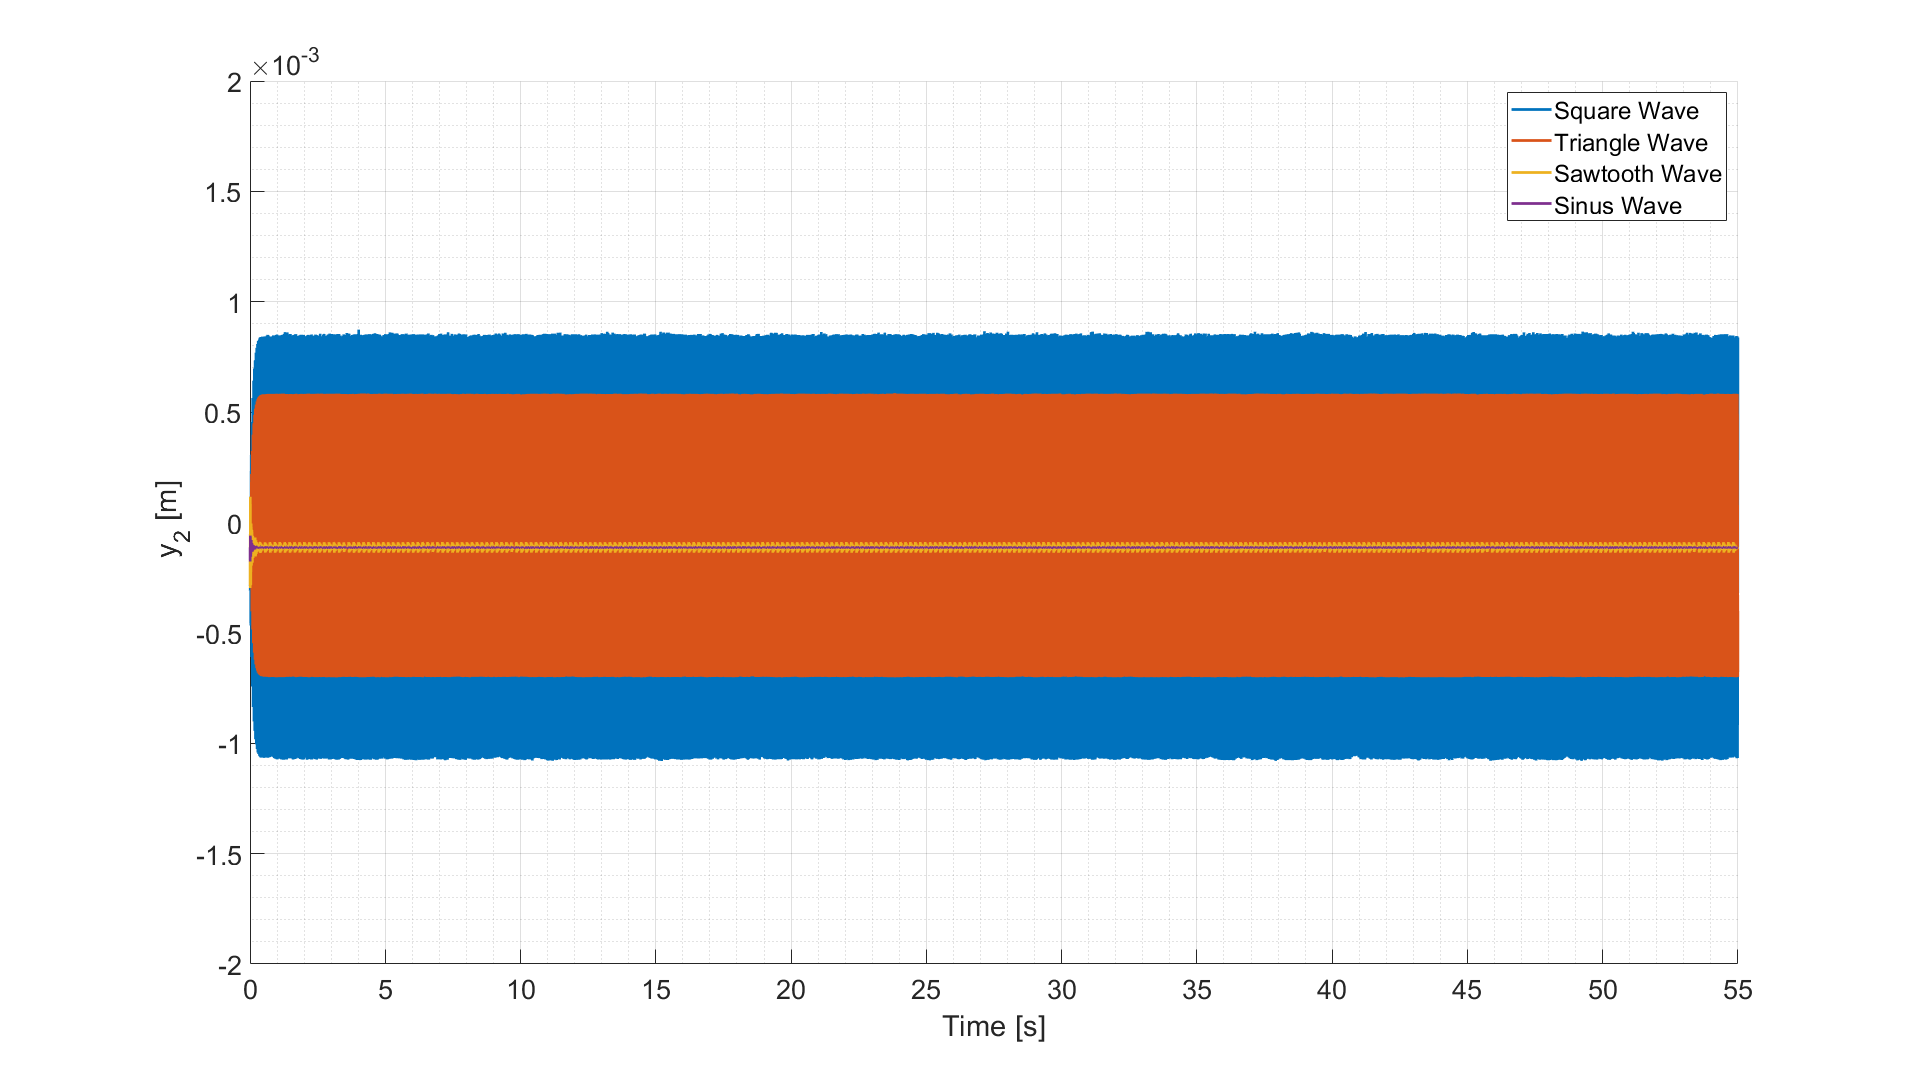 ×10-3
2
1.5
1
0.5
0
-0.5
-1
-1.5
-2
y2 [m]
0 5 10 15 20 25 30 35 40 45 50 55
Time [s]
Square Wave
Triangle Wave
Sawtooth Wave
Sinus Wave